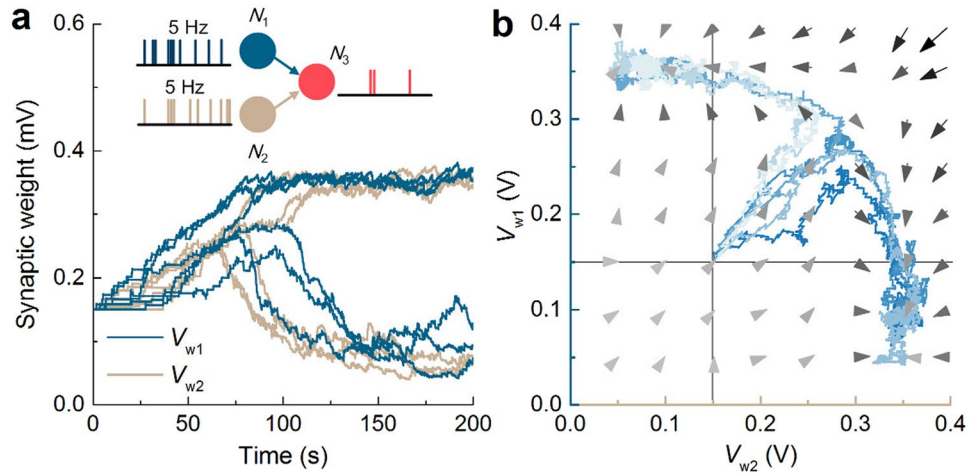 a
b
N1
5 Hz
N3
5 Hz
N2
Synaptic weight (mV)
0.6
0.4
0.2
0.0
Vw1
Vw2
0 50 100 150 200
Time (s)
Vw1 (V)
0.4
0.3
0.2
0.1
0.0
0.0 0.1 0.2 0.3 0.4
Vw2 (V)